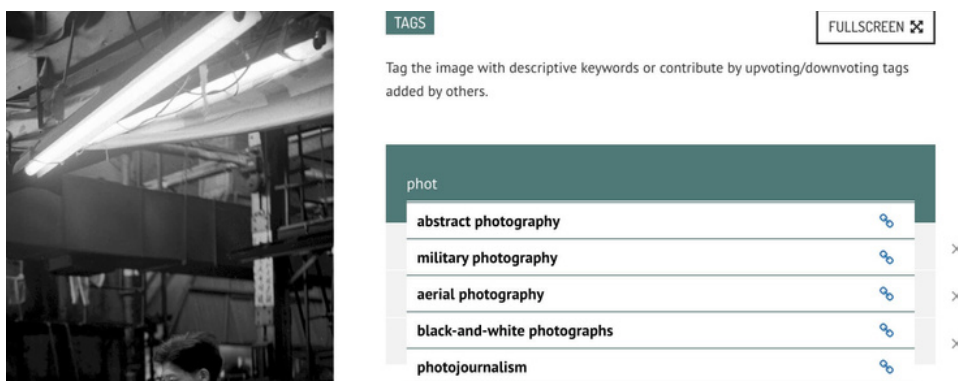 TAGS
FULLSCREEN
Tag the image with descriptive keywords or contribute by upvoting/downvoting tags
added by others.
phot
abstract photography
military photography
aerial photography
black-and-white photographs
photojournalism